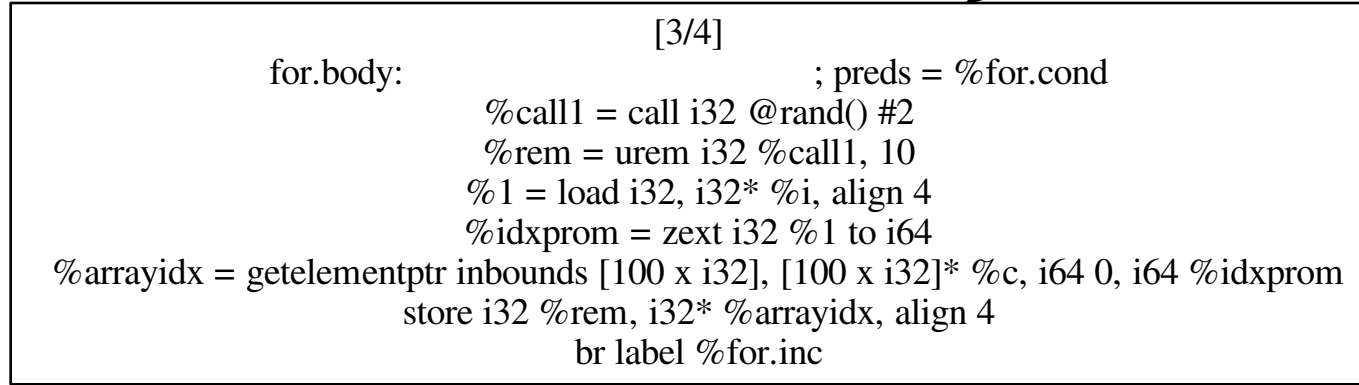 [3/4]
for.body: ; preds = %for.cond
%call1 = call i32 @rand() #2
%rem = urem i32 %call1, 10
%1 = load i32, i32* %i, align 4
%idxprom = zext i32 %1 to i64
%arrayidx = getelementptr inbounds [100 x i32], [100 x i32]* %c, i64 0, i64 %idxprom
store i32 %rem, i32* %arrayidx, align 4
br label %for.inc